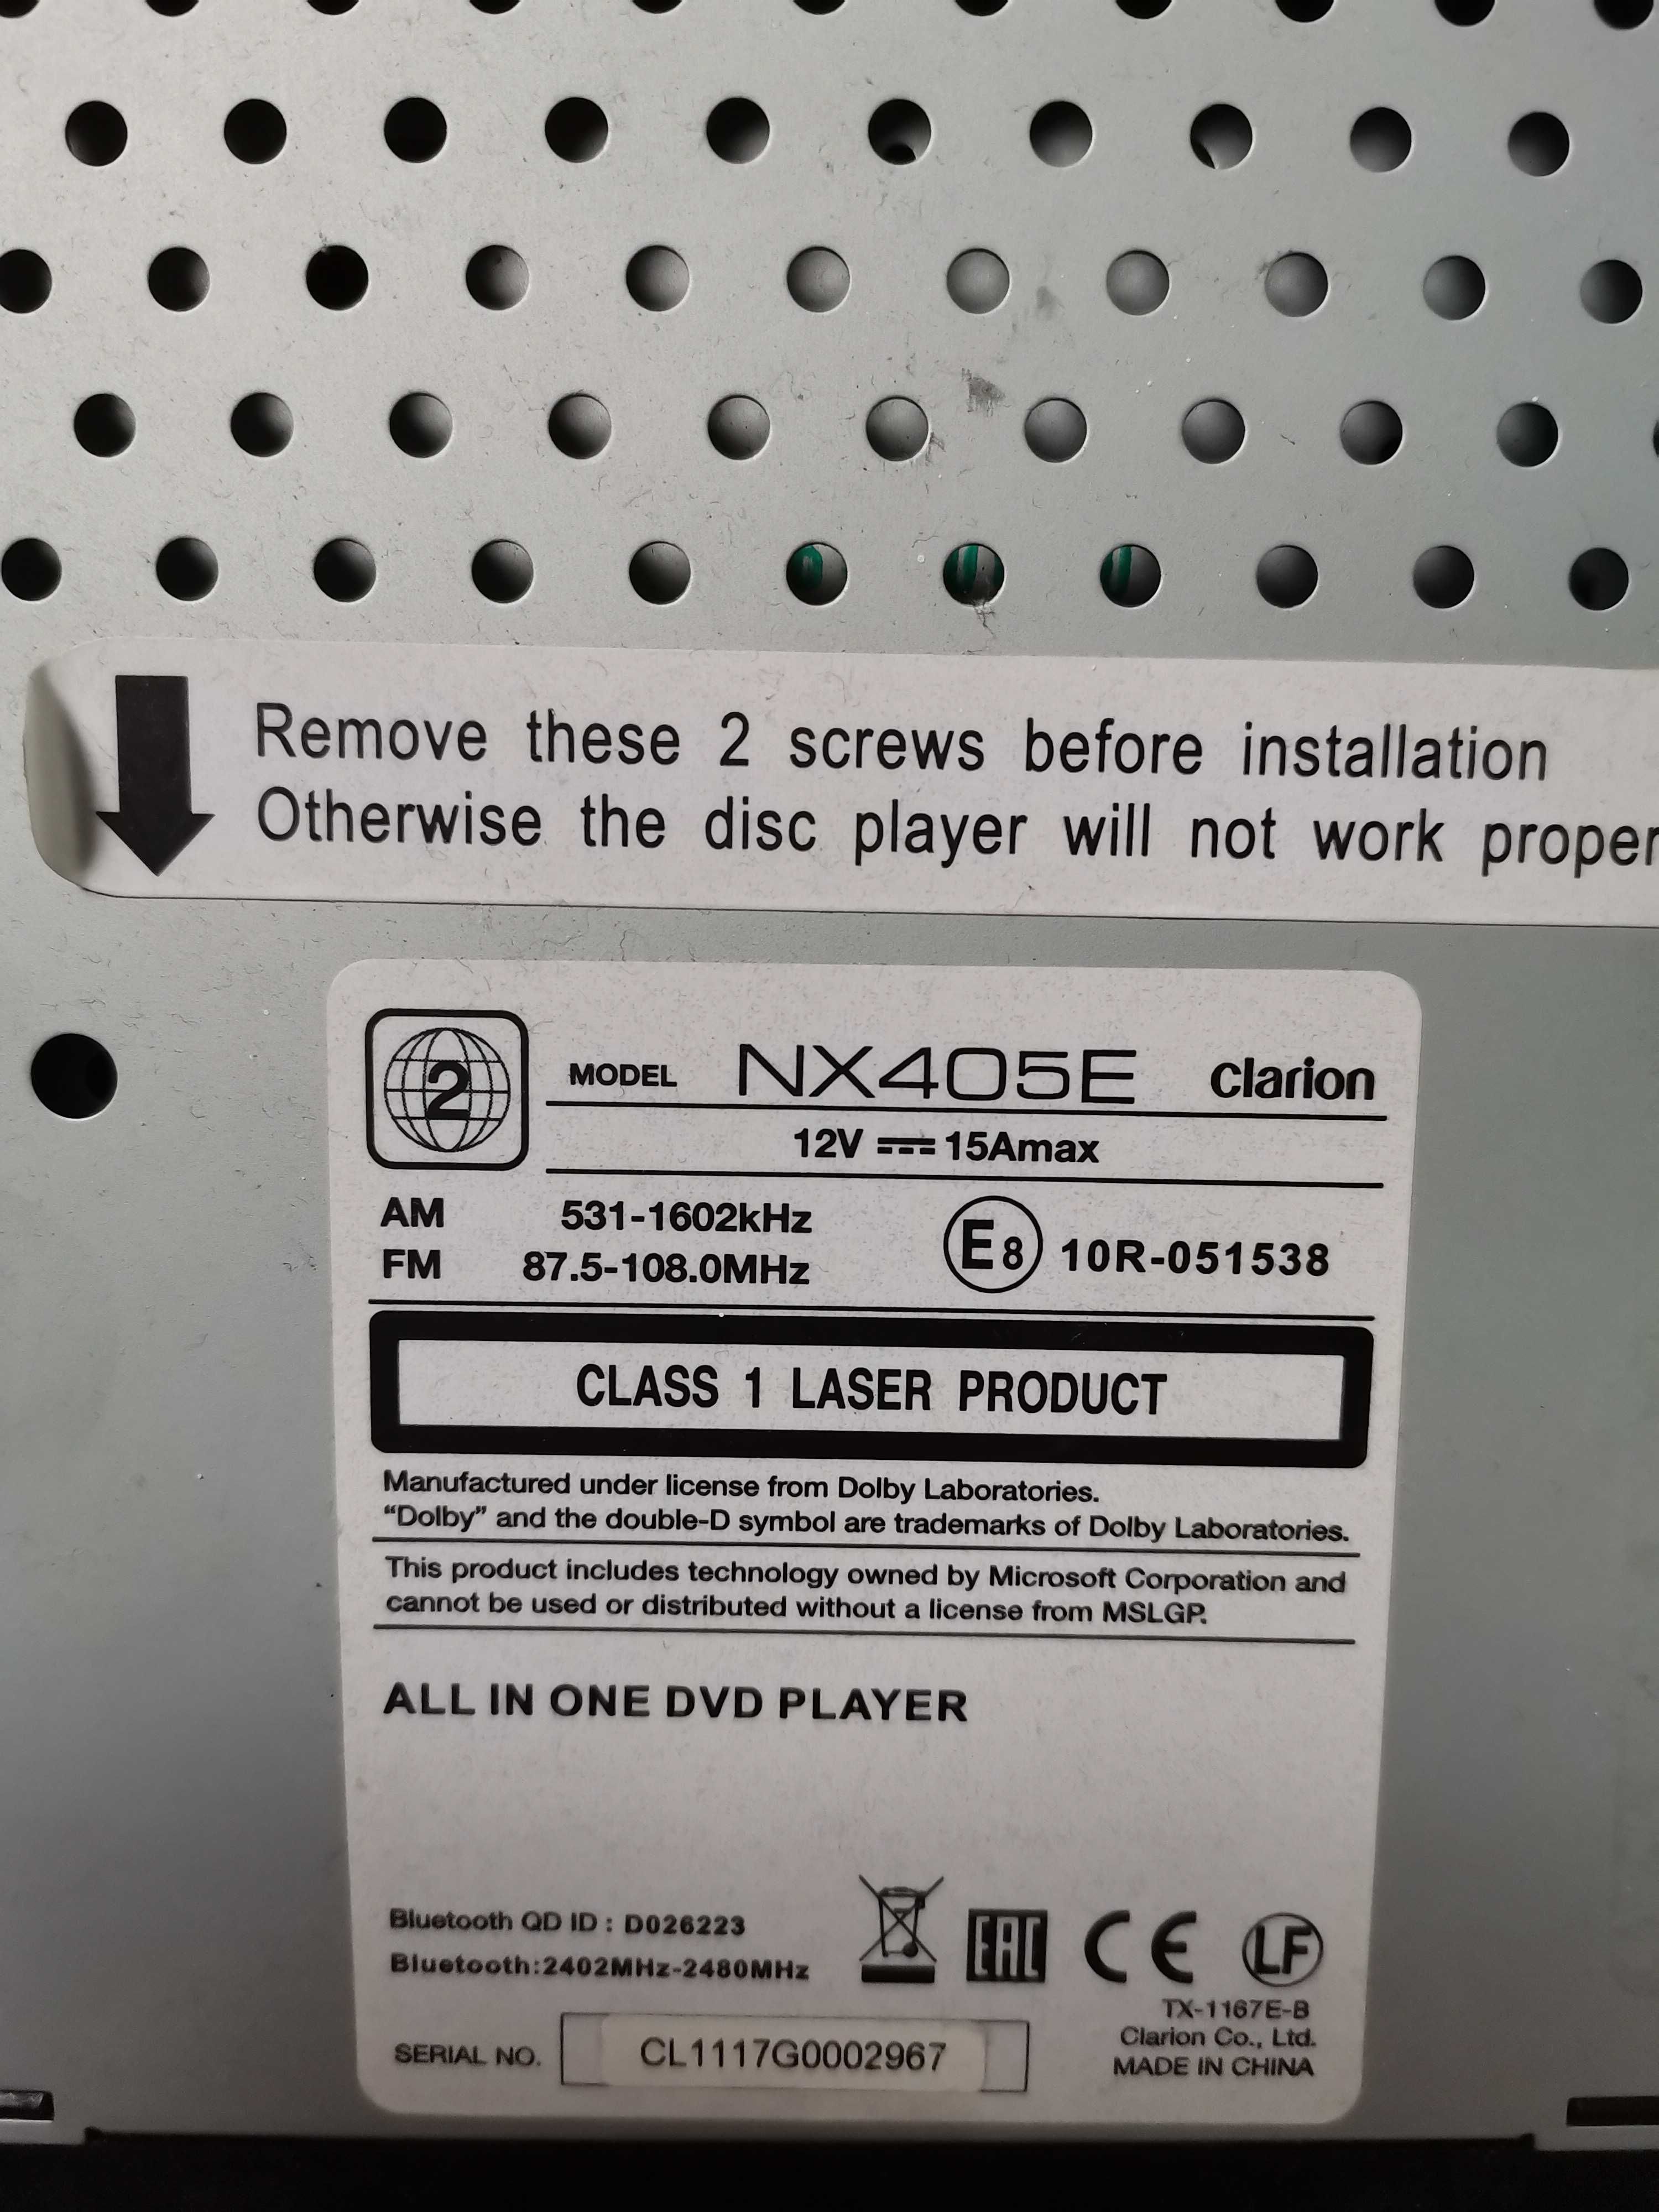 Remove these 2 screws before installation
Otherwise the disc player will not work proper
2
MODEL NX405E Clarion
12V 15Amax
AM 531-1602kHz
FM 87.5-108.0MHz
E8 10R-051538
CLASS 1 LASER PRODUCT
Manufactured under license from Dolby Laboratories.
“Dolby” and the double-D symbol are trademarks of Dolby Laboratories.
This product includes technology owned by Microsoft Corporation and
cannot be used or distributed without a license from MSLGP.
ALL IN ONE DVD PLAYER
Bluetooth QD ID : D026223
Bluetooth:2402MHz-2480MHz
EAC CE LF
TX-1167E-B
Clarion Co., Ltd.
MADE IN CHINA
SERIAL NO. CL1117G0002967